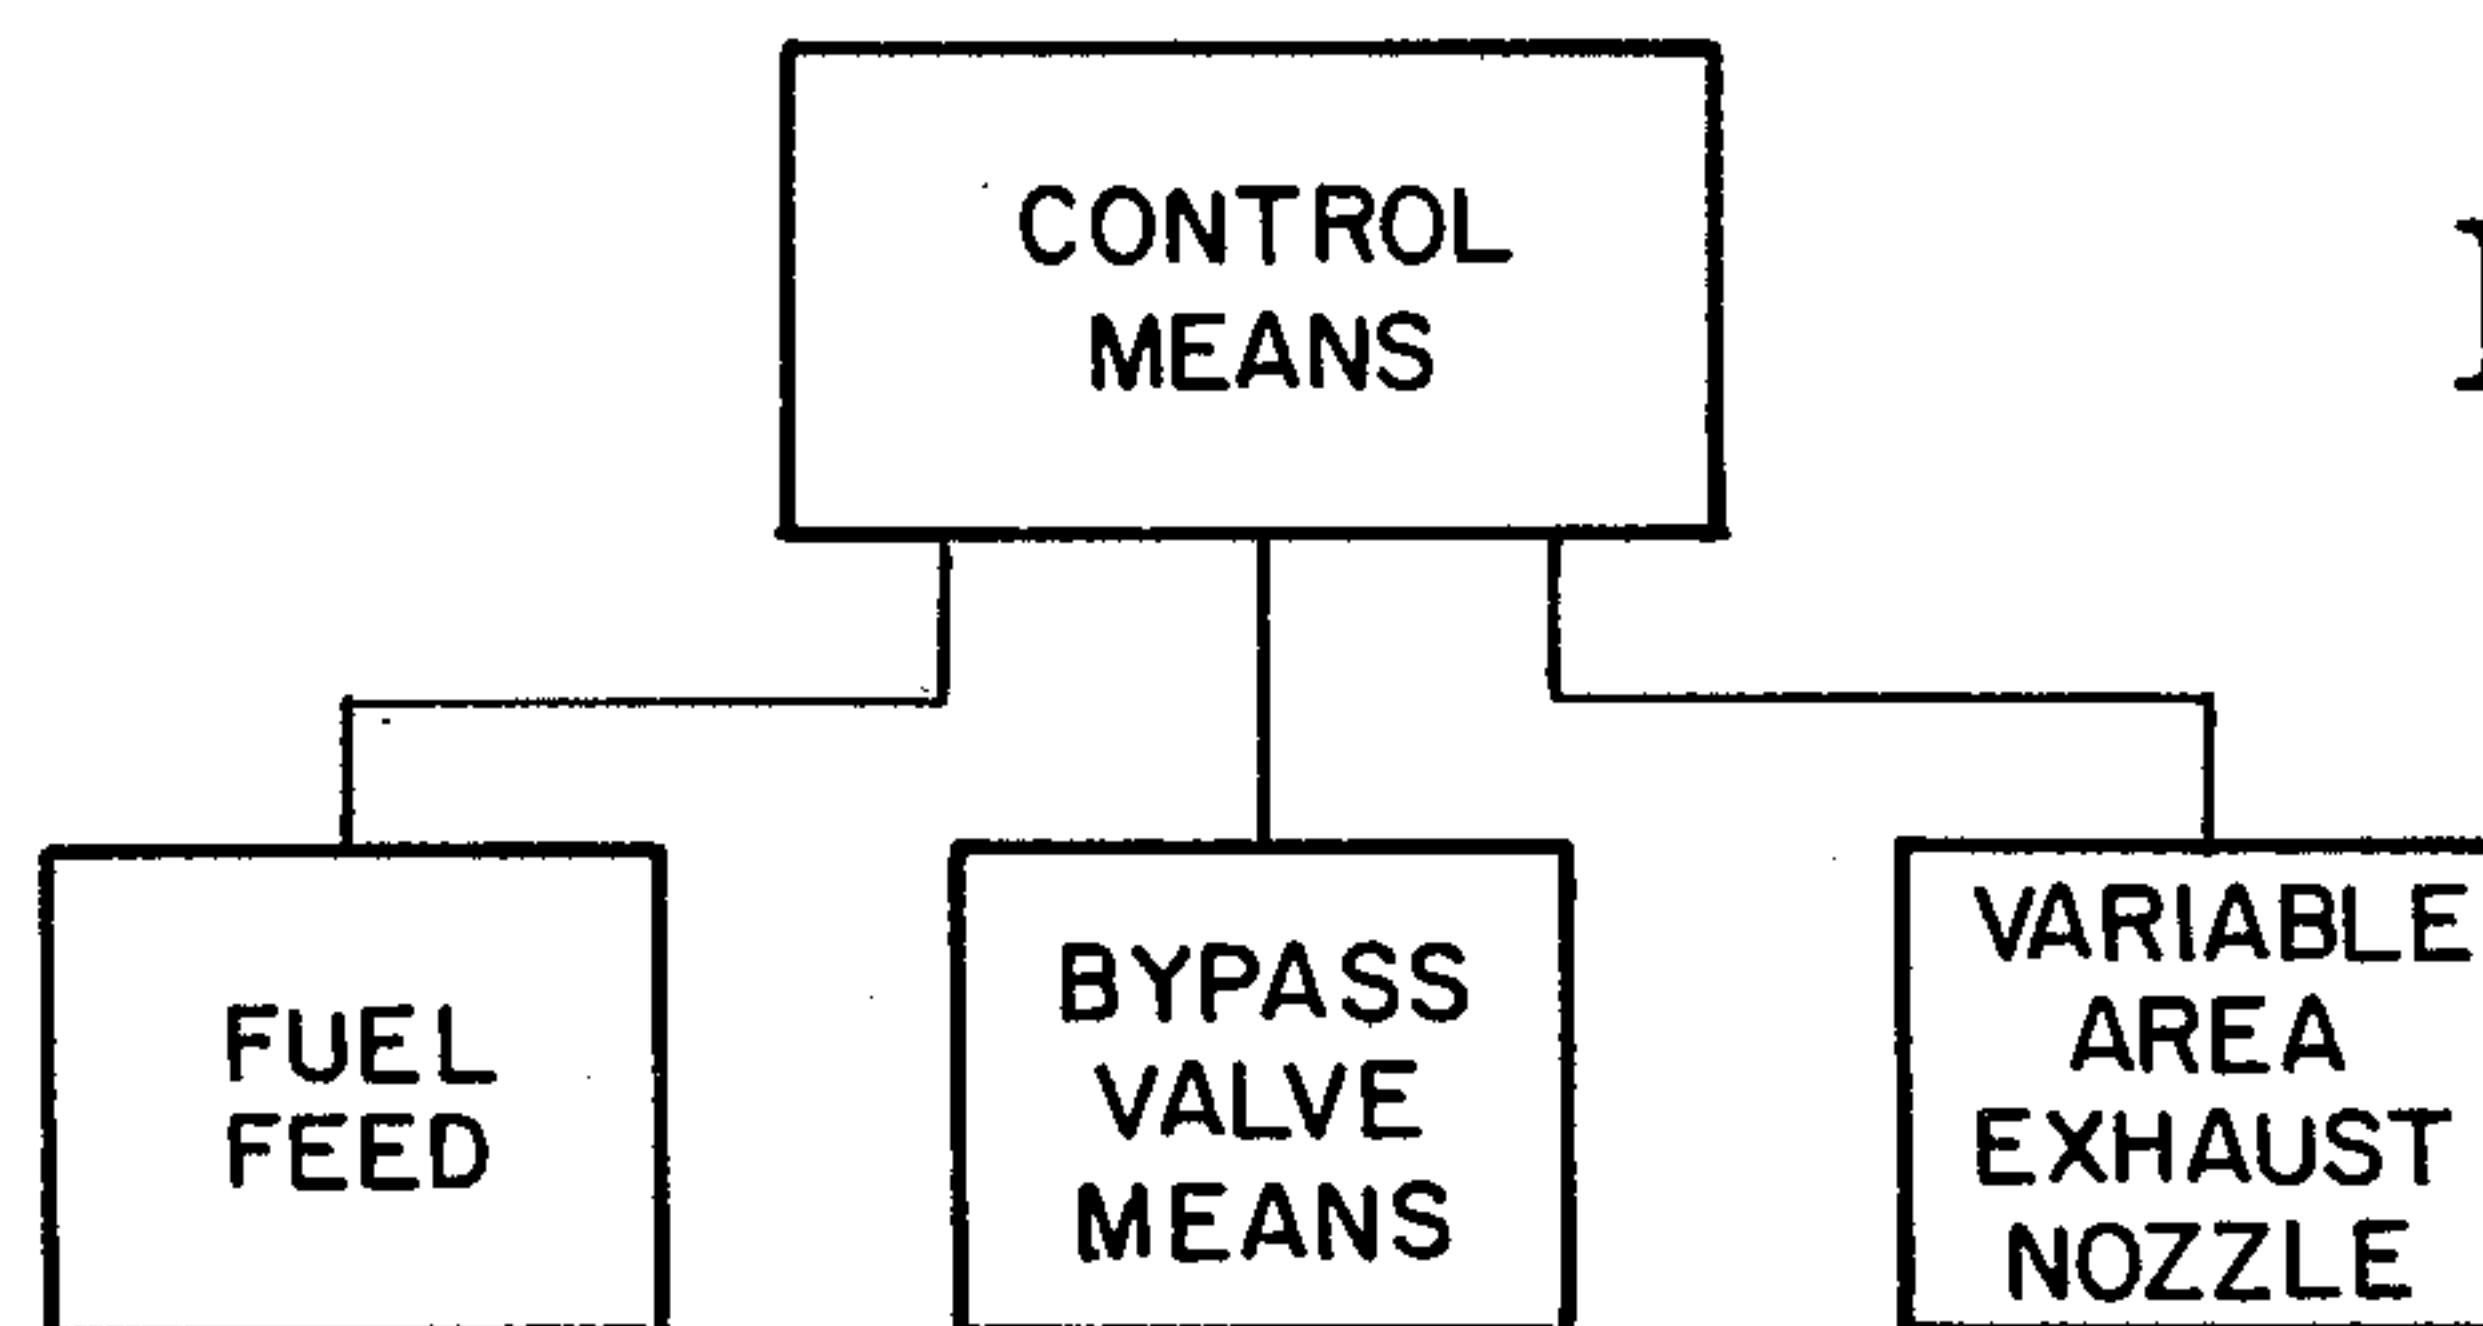 CONTROL
MEANS
FUEL
FEED
BYPASS
VALVE
MEANS
VARIABLE
AREA
EXHAUST
NOZZLE